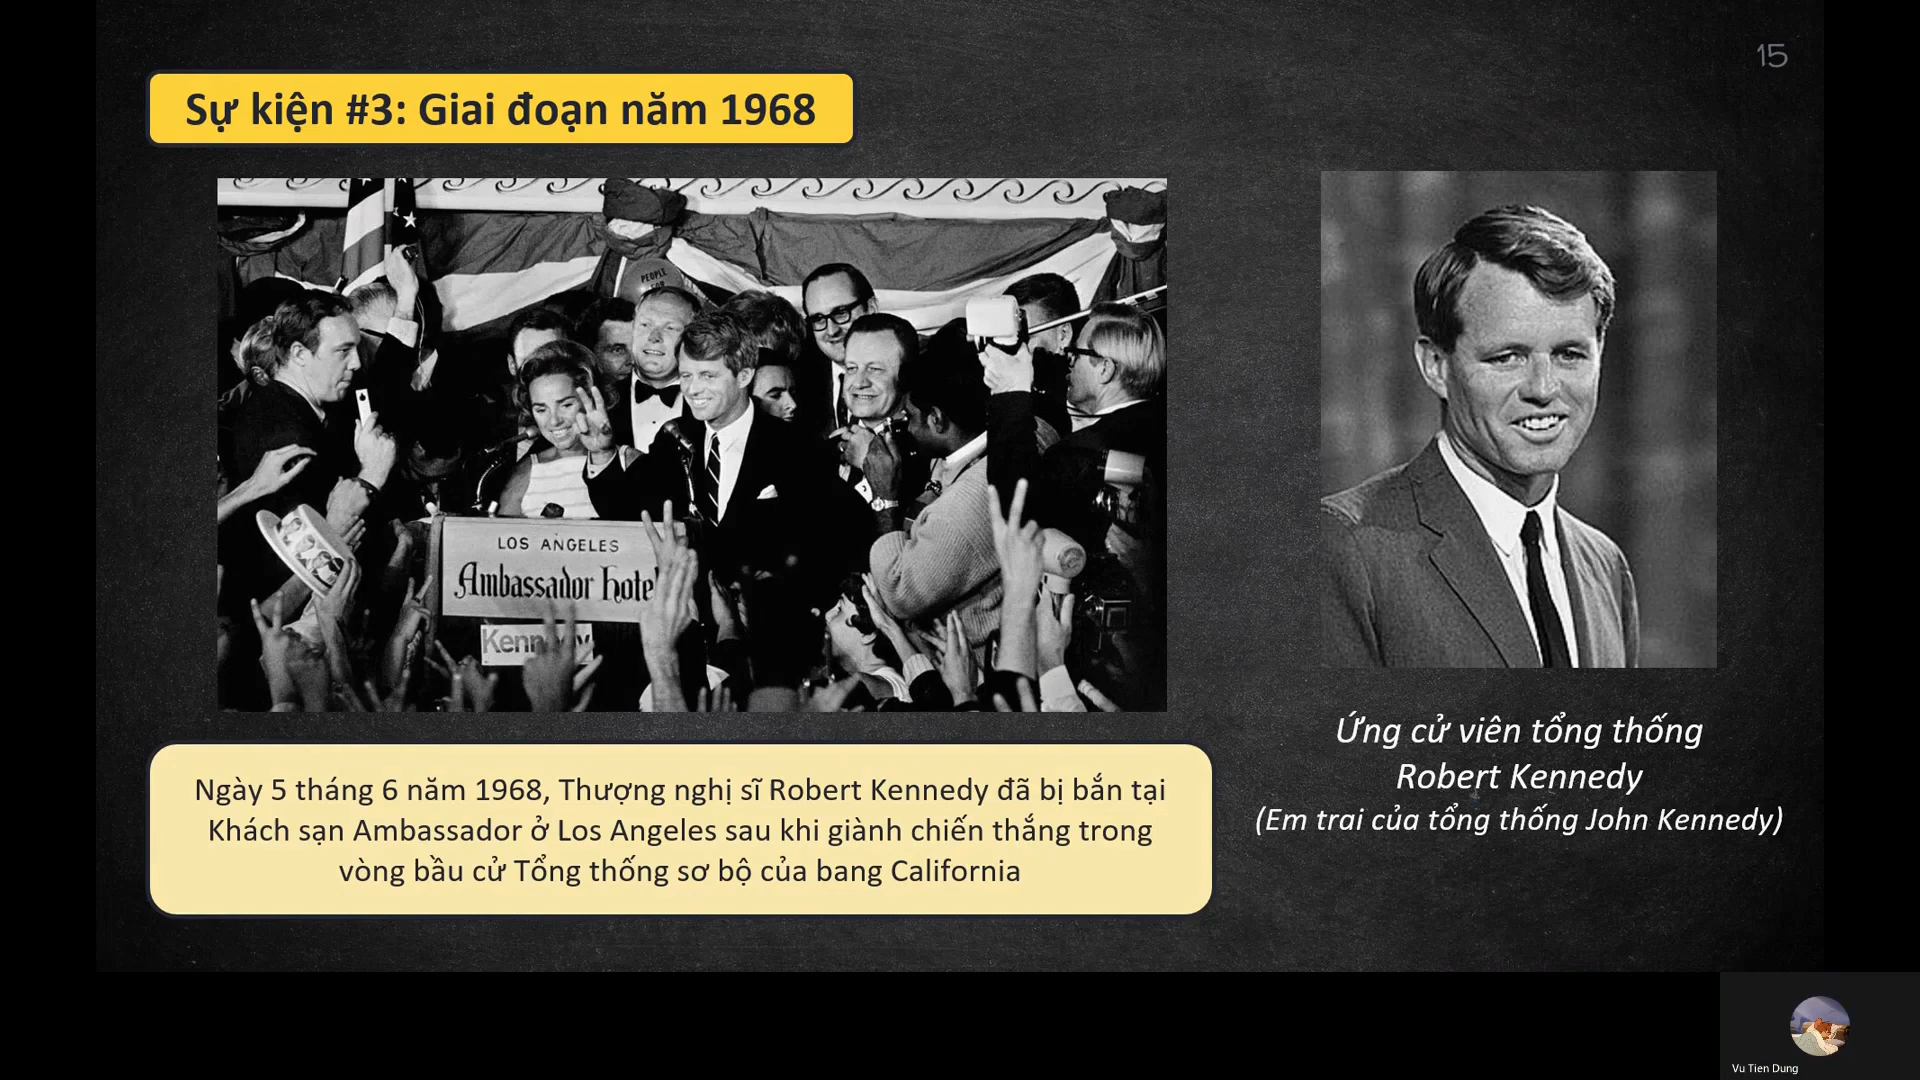 15
Sự kiện #3: Giai đoạn năm 1968
PEOPLE
FOR
LOS ANGELES
Ambassador Hotel
Kennedy
Ngày 5 tháng 6 năm 1968, Thượng nghị sĩ Robert Kennedy đã bị bắn tại
Khách sạn Ambassador ở Los Angeles sau khi giành chiến thắng trong
vòng bầu cử Tổng thống sơ bộ của bang California
Ứng cử viên tổng thống
Robert Kennedy
(Em trai của tổng thống John Kennedy)
Vu Tien Dung